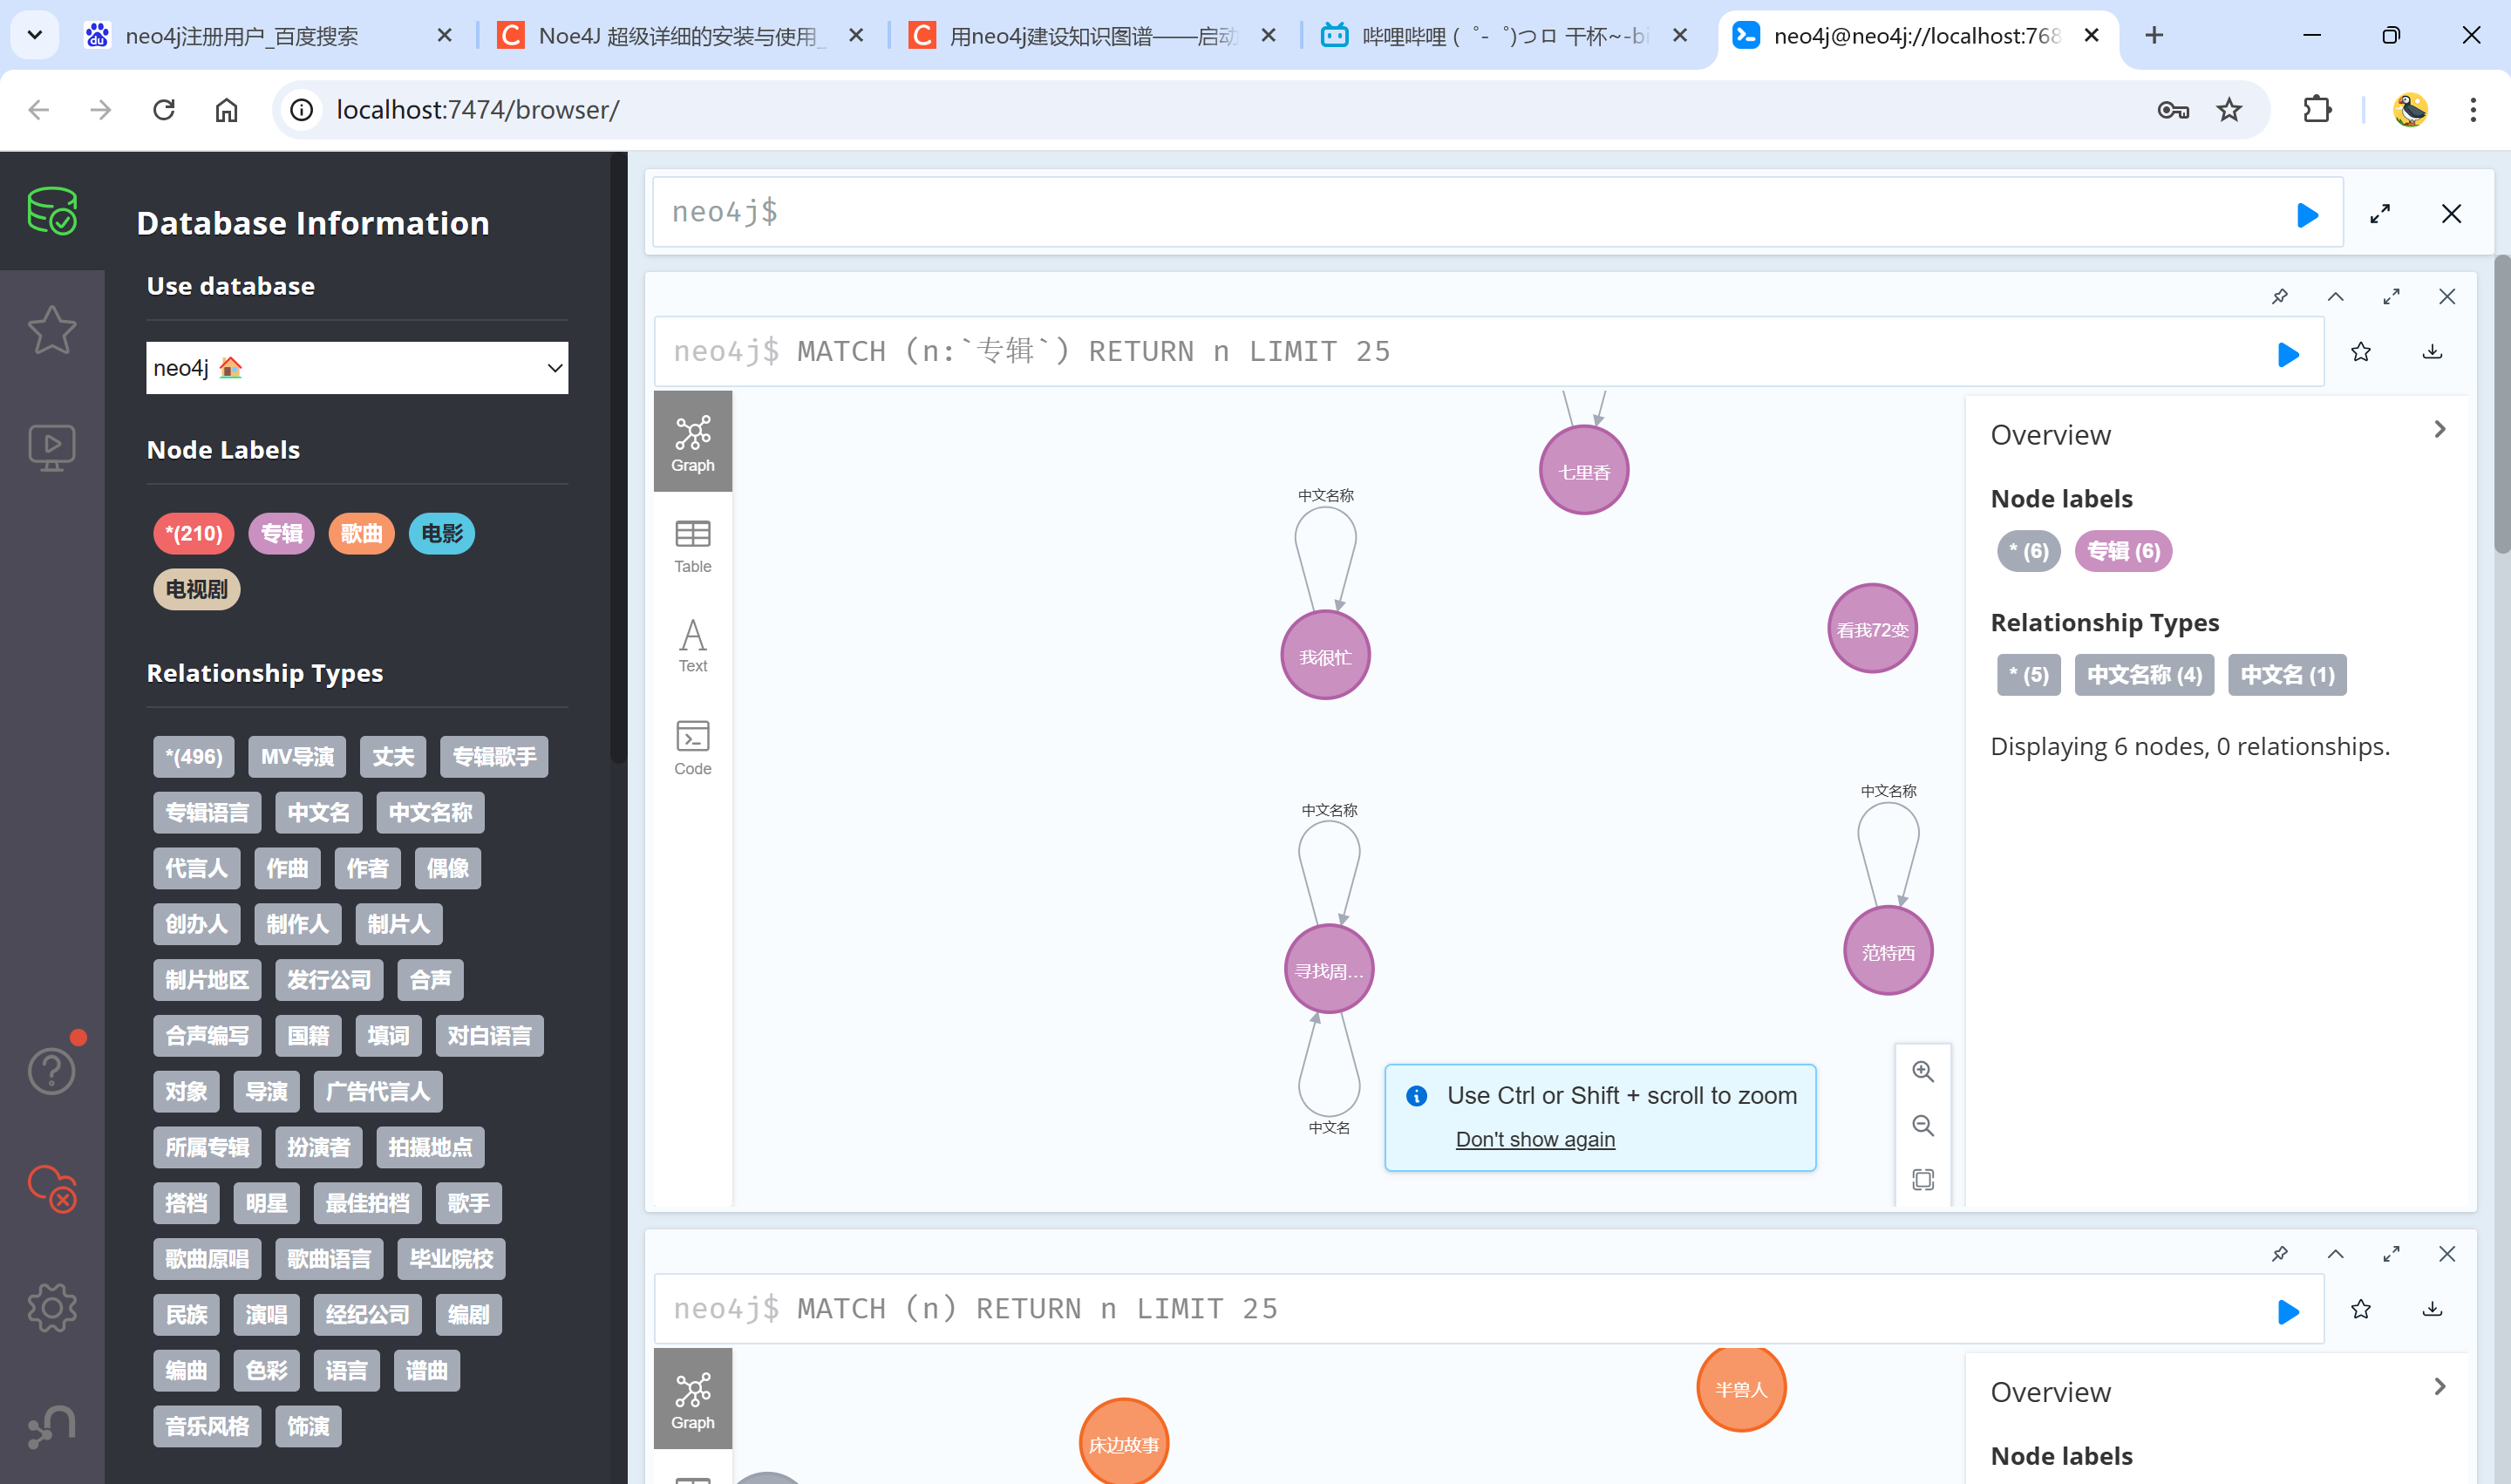 neo4j注册用户_百度搜索
Noe4J 超级详细的安装与使用_
用neo4j建设知识图谱——启动
哔哩哔哩 (゜-゜)つロ 干杯~-bi
neo4j@neo4j://localhost:768
localhost:7474/browser/
Database Information
Use database
neo4j
Node Labels
*(210) 专辑 歌曲 电影
电视剧
Relationship Types
*(496) MV导演 丈夫 专辑歌手
专辑语言 中文名 中文名称
代言人 作曲 作者 偶像
创办人 制作人 制片人
制片地区 发行公司 合声
合声编写 国籍 填词 对白语言
对象 导演 广告代言人
所属专辑 扮演者 拍摄地点
搭档 明星 最佳拍档 歌手
歌曲原唱 歌曲语言 毕业院校
民族 演唱 经纪公司 编剧
编曲 色彩 语言 谱曲
音乐风格 饰演
neo4j$
neo4j$ MATCH (n:`专辑`) RETURN n LIMIT 25
Graph
Table
Text
Code
七里香
中文名称
我很忙
看我72变
中文名称
寻找周...
中文名
中文名称
范特西
Use Ctrl or Shift + scroll to zoom
Don't show again
Overview
Node labels
* (6) 专辑 (6)
Relationship Types
* (5) 中文名称 (4) 中文名 (1)
Displaying 6 nodes, 0 relationships.
neo4j$ MATCH (n) RETURN n LIMIT 25
Graph
床边故事
半兽人
Overview
Node labels